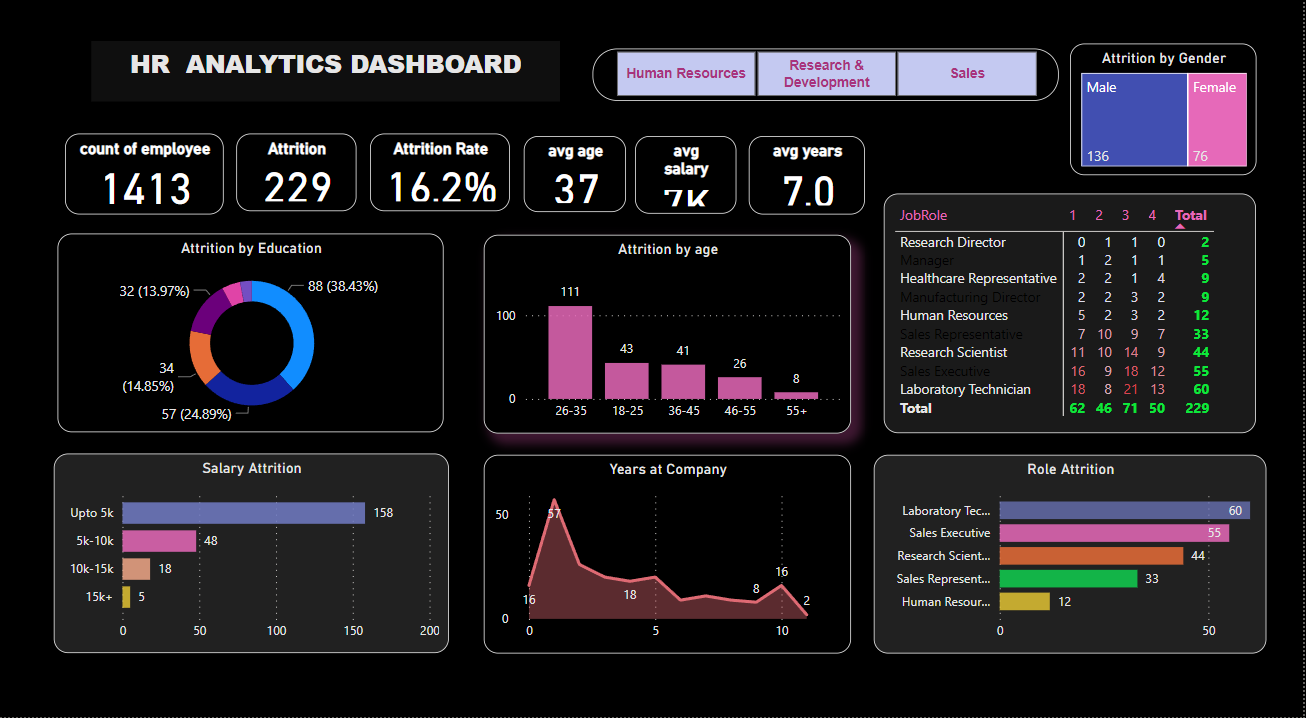 HR ANALYTICS DASHBOARD
Human Resources
Research &
Development
Sales
Attrition by Gender
Male
Female
136
76
count of employee
1413
Attrition
229
Attrition Rate
16.2%
avg age
37
avg
salary
7K
avg years
7.0
JobRole 1 2 3 4 Total
Research Director 0 1 1 0 2
Manager 1 2 1 1 5
Healthcare Representative 2 2 1 4 9
Manufacturing Director 2 2 3 2 9
Human Resources 5 2 3 2 12
Sales Representative 7 10 9 7 33
Research Scientist 11 10 14 9 44
Sales Executive 16 9 18 12 55
Laboratory Technician 18 8 21 13 60
Total 62 46 71 50 229
Attrition by Education
88 (38.43%)
32 (13.97%)
34
(14.85%)
57 (24.89%)
Attrition by age
100
0
111
43
41
26
8
26-35 18-25 36-45 46-55 55+
Salary Attrition
Upto 5k 158
5k-10k 48
10k-15k 18
15k+ 5
0 50 100 150 200
Years at Company
50
0
16
57
18
8
16
2
0 5 10
Role Attrition
Laboratory Tec... 60
Sales Executive 55
Research Scient... 44
Sales Represent... 33
Human Resour... 12
0 50